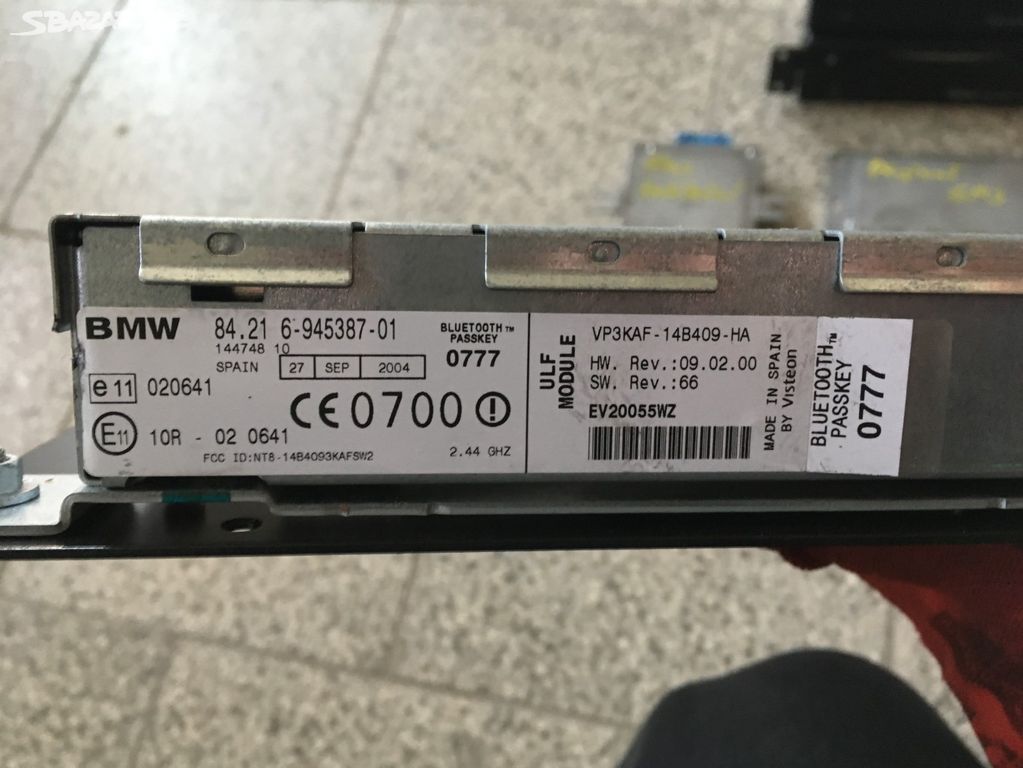 SBAZAR
BMW 84.21 6-945387-01
144748 10
SPAIN 27 SEP 2004
BLUETOOTH™
PASSKEY
0777
e11 020641
CE0700
E11 10R - 02 0641
FCC ID:NT8-14B4093KAFSW2 2.44 GHZ
ULF
MODULE
VP3KAF-14B409-HA
HW. Rev.:09.02.00
SW. Rev.:66
EV20055WZ
MADE IN SPAIN
BY Visteon
BLUETOOTH™
PASSKEY
0777